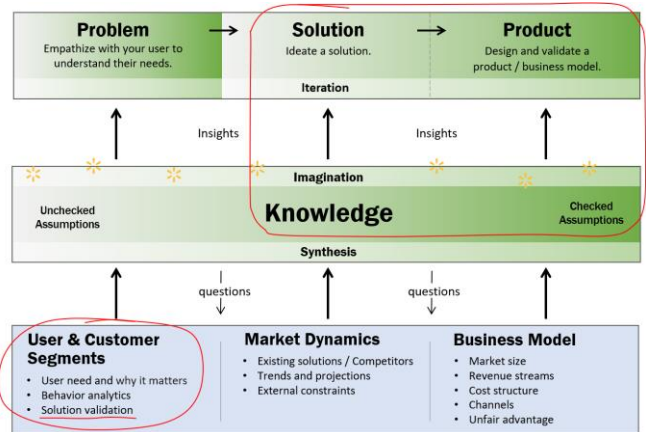 Problem
Empathize with your user to
understand their needs.
Solution
Ideate a solution.
Product
Design and validate a
product / business model.
Iteration
Insights
Insights
Imagination
Unchecked
Assumptions
Knowledge
Checked
Assumptions
Synthesis
questions
questions
User & Customer
Segments
• User need and why it matters
• Behavior analytics
• Solution validation
Market Dynamics
• Existing solutions / Competitors
• Trends and projections
• External constraints
Business Model
• Market size
• Revenue streams
• Cost structure
• Channels
• Unfair advantage